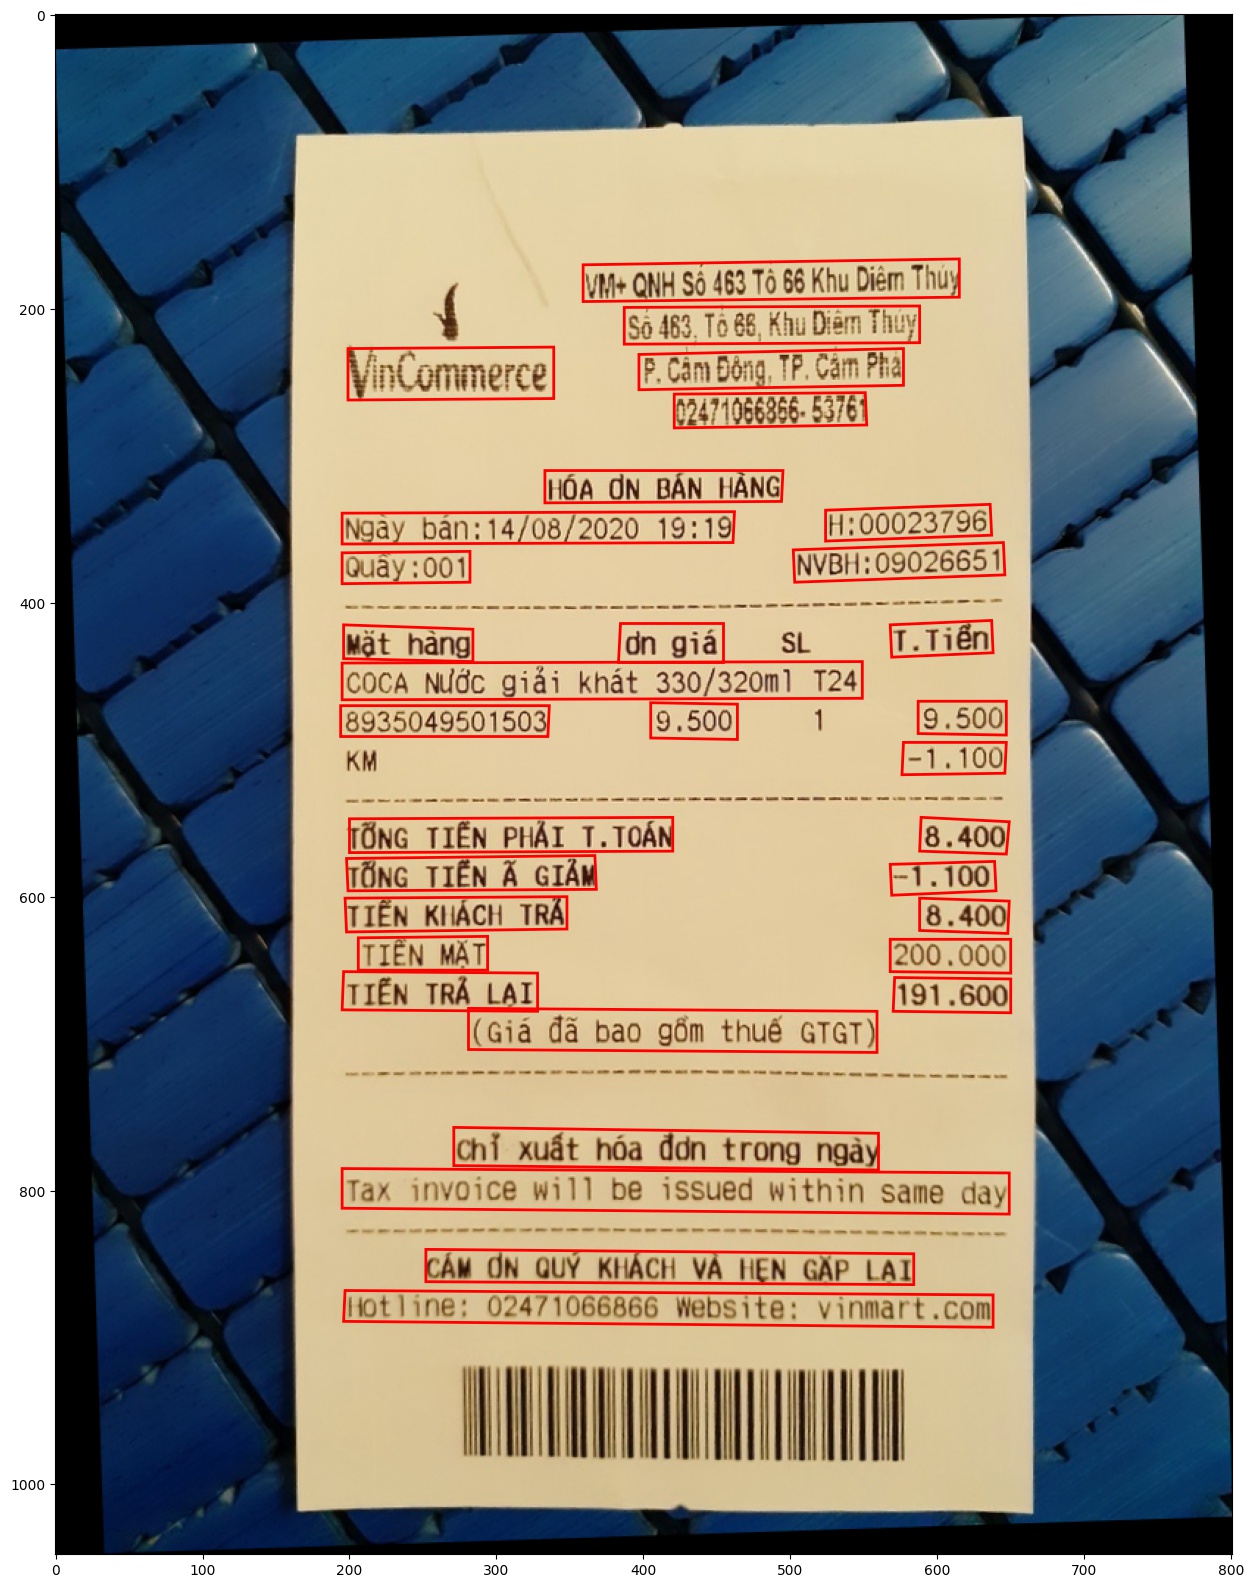 VM+ QNH Số 463 Tổ 66 Khu Diêm Thủy
Số 463, Tổ 66, Khu Diêm Thủy
VinCommerce
P. Cẩm Đông, TP. Cẩm Phả
02471066866-53761
HÓA ƠN BÁN HÀNG
Ngày bán:14/08/2020 19:19 H:00023796
Quầy:001 NVBH:09026651
Mặt hàng ơn giá SL T.Tiền
COCA Nước giải khát 330/320ml T24
8935049501503 9.500 1 9.500
KM -1.100
TỔNG TIỀN PHẢI T.TOÁN 8.400
TỔNG TIỀN Ã GIẢM -1.100
TIỀN KHÁCH TRẢ 8.400
TIỀN MẶT 200.000
TIỀN TRẢ LẠI 191.600
(Giá đã bao gồm thuế GTGT)
Chỉ xuất hóa đơn trong ngày
Tax invoice will be issued within same day
CÁM ƠN QUÝ KHÁCH VÀ HẸN GẶP LẠI
Hotline: 02471066866 Website: vinmart.com
0
200
400
600
800
1000
0 100 200 300 400 500 600 700 800